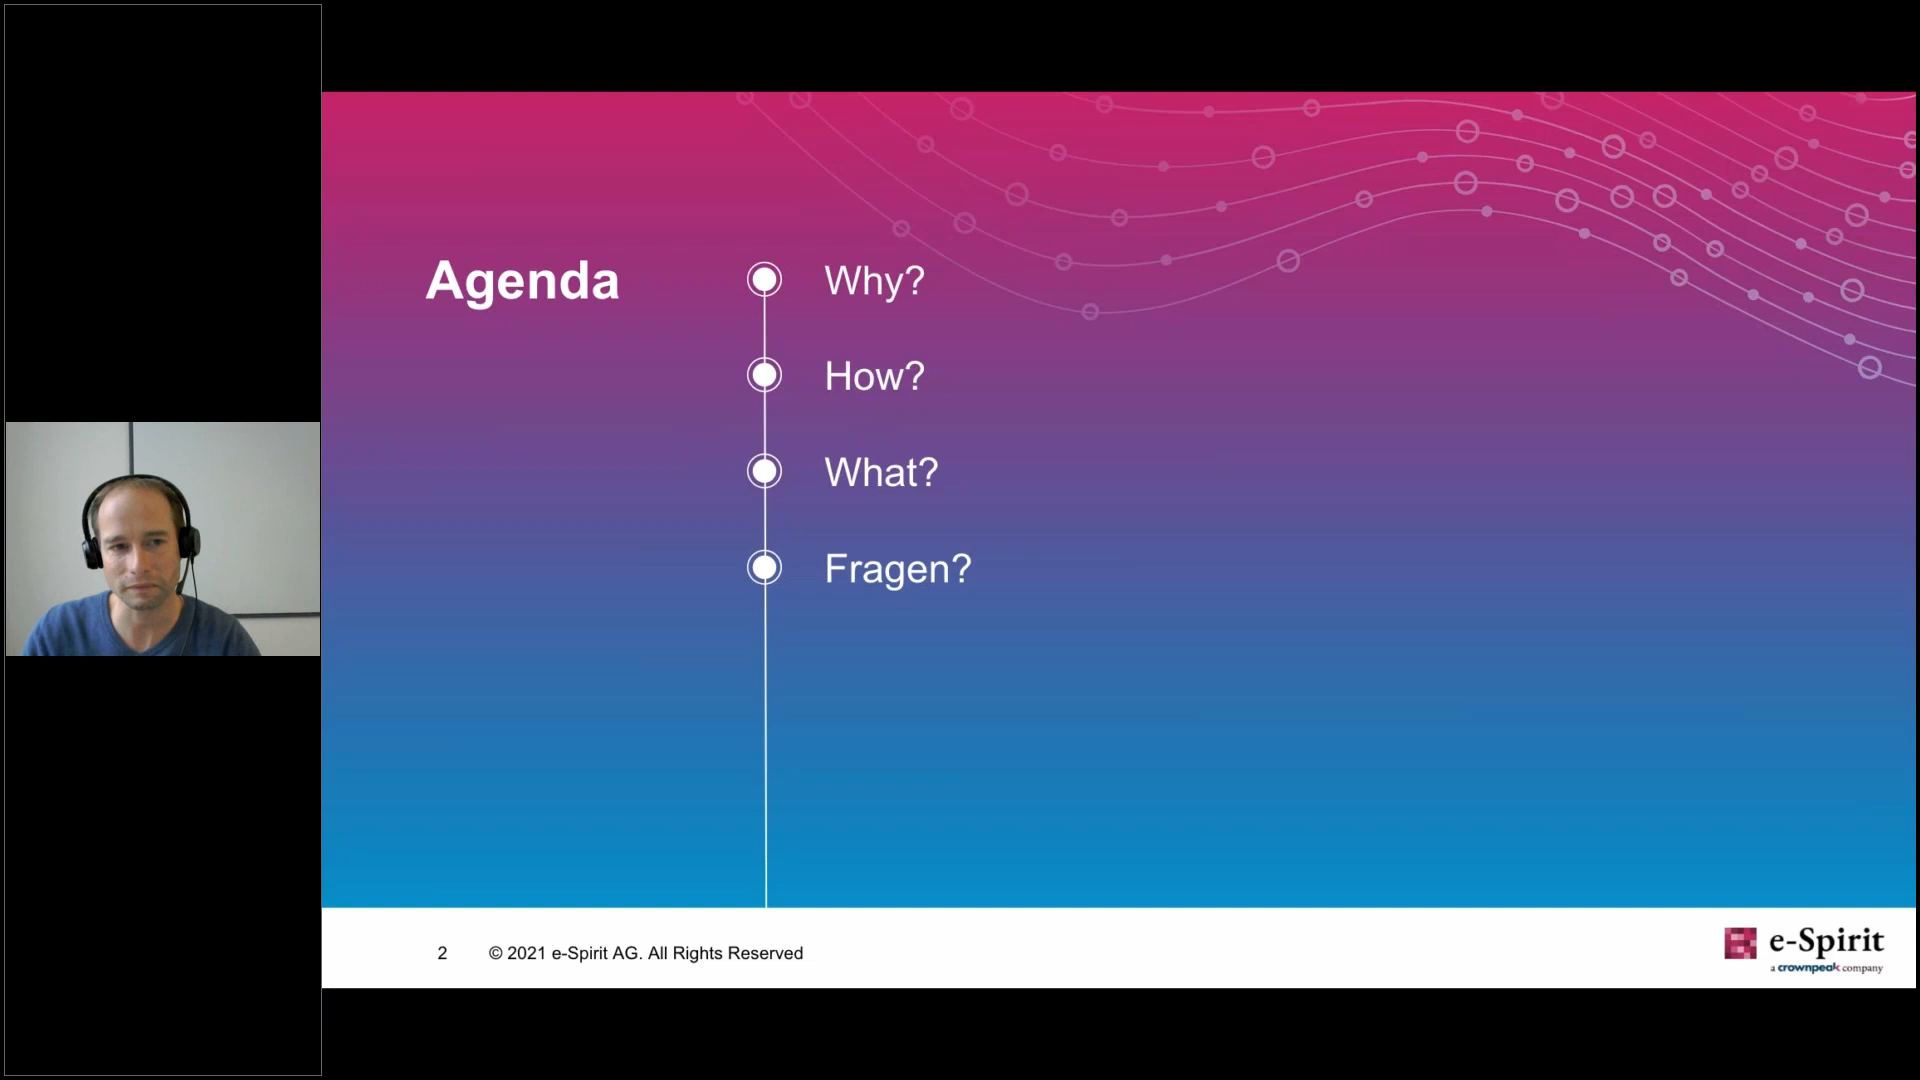 Agenda
Why?
How?
What?
Fragen?
2
© 2021 e-Spirit AG. All Rights Reserved
e-Spirit
a crownpeak company